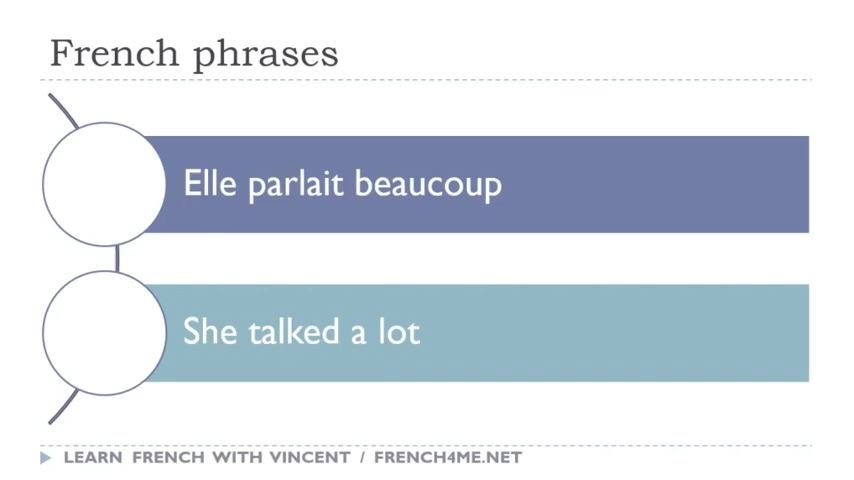 French phrases
Elle parlait beaucoup
She talked a lot
LEARN FRENCH WITH VINCENT / FRENCH4ME.NET